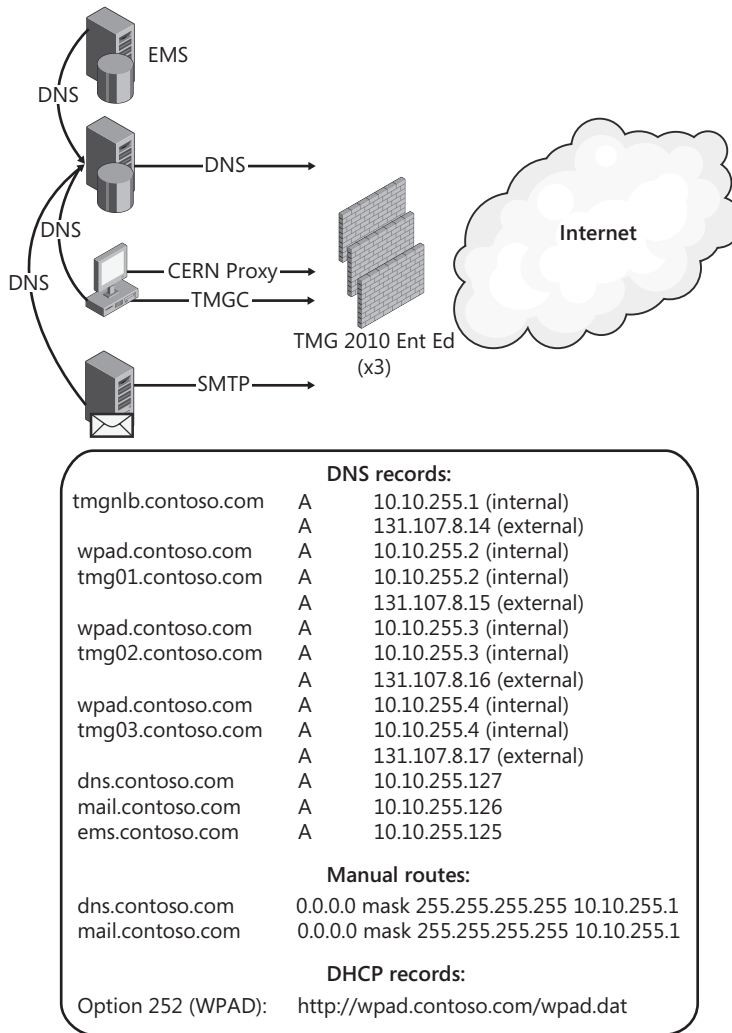 EMS
DNS
DNS
DNS
DNS
CERN Proxy
TMGC
Internet
TMG 2010 Ent Ed
(x3)
SMTP
DNS records:
tmgnlb.contoso.com A 10.10.255.1 (internal)
A 131.107.8.14 (external)
wpad.contoso.com A 10.10.255.2 (internal)
tmg01.contoso.com A 10.10.255.2 (internal)
A 131.107.8.15 (external)
wpad.contoso.com A 10.10.255.3 (internal)
tmg02.contoso.com A 10.10.255.3 (internal)
A 131.107.8.16 (external)
wpad.contoso.com A 10.10.255.4 (internal)
tmg03.contoso.com A 10.10.255.4 (internal)
A 131.107.8.17 (external)
dns.contoso.com A 10.10.255.127
mail.contoso.com A 10.10.255.126
ems.contoso.com A 10.10.255.125
Manual routes:
dns.contoso.com 0.0.0.0 mask 255.255.255.255 10.10.255.1
mail.contoso.com 0.0.0.0 mask 255.255.255.255 10.10.255.1
DHCP records:
Option 252 (WPAD): http://wpad.contoso.com/wpad.dat